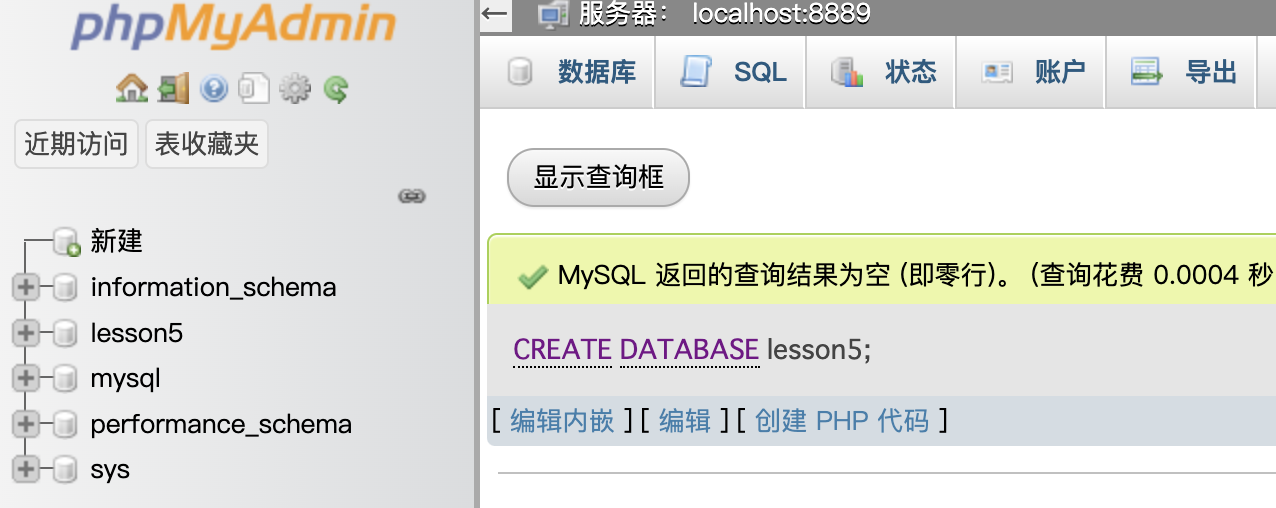 phpMyAdmin
近期访问 表收藏夹
新建
information_schema
lesson5
mysql
performance_schema
sys
服务器： localhost:8889
数据库 SQL 状态 账户 导出
显示查询框
MySQL 返回的查询结果为空 (即零行)。 (查询花费 0.0004 秒
CREATE DATABASE lesson5;
[ 编辑内嵌 ] [ 编辑 ] [ 创建 PHP 代码 ]